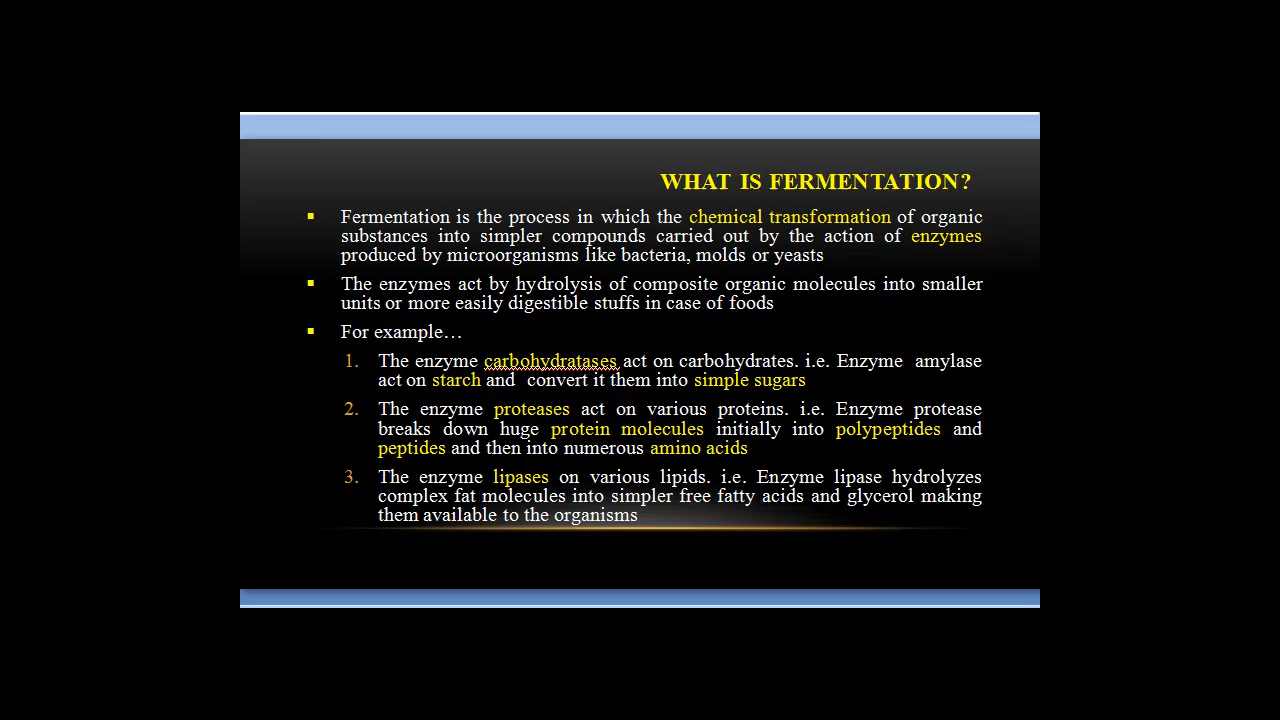 WHAT IS FERMENTATION?
▪ Fermentation is the process in which the chemical transformation of organic
substances into simpler compounds carried out by the action of enzymes
produced by microorganisms like bacteria, molds or yeasts
▪ The enzymes act by hydrolysis of composite organic molecules into smaller
units or more easily digestible stuffs in case of foods
▪ For example…
1. The enzyme carbohydratases act on carbohydrates. i.e. Enzyme amylase
act on starch and convert it them into simple sugars
2. The enzyme proteases act on various proteins. i.e. Enzyme protease
breaks down huge protein molecules initially into polypeptides and
peptides and then into numerous amino acids
3. The enzyme lipases on various lipids. i.e. Enzyme lipase hydrolyzes
complex fat molecules into simpler free fatty acids and glycerol making
them available to the organisms